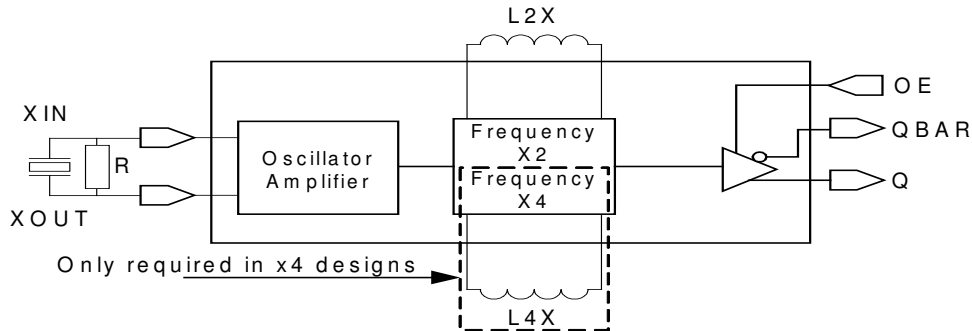 L2X
XIN
OE
Frequency
X2
QBAR
Oscillator
Amplifier
R
Frequency
X4
Q
XOUT
Only required in x4 designs
L4X